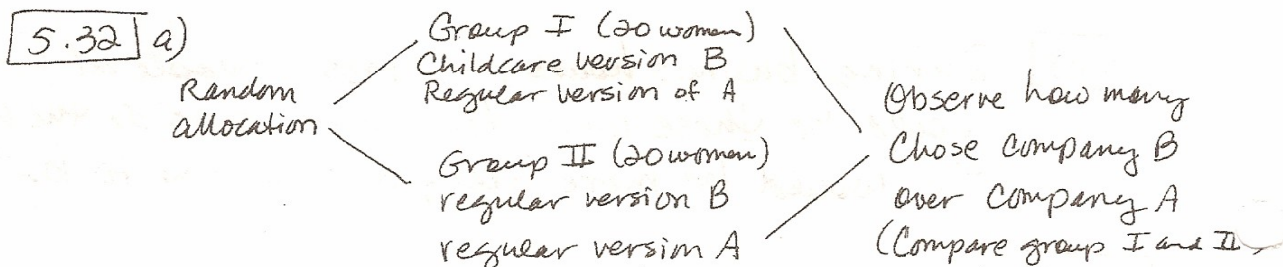 5.32 a)
Random
allocation
Group I (20 women)
Childcare version B
Regular version of A
Group II (20 women)
regular version B
regular version A
Observe how many
Chose Company B
over Company A
(Compare group I and II)